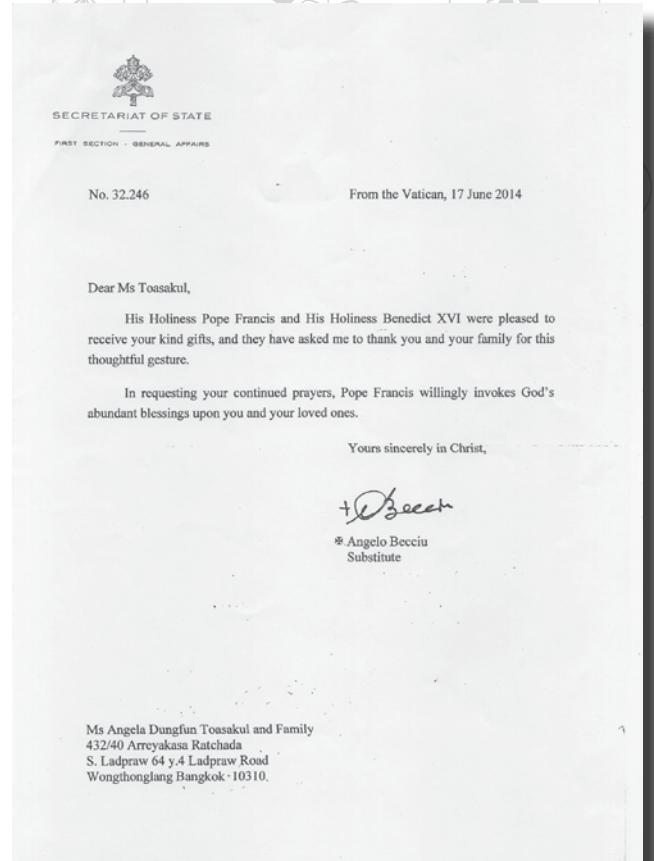 SECRETARIAT OF STATE
FIRST SECTION - GENERAL AFFAIRS
No. 32.246
From the Vatican, 17 June 2014
Dear Ms Toasakul,
His Holiness Pope Francis and His Holiness Benedict XVI were pleased to
receive your kind gifts, and they have asked me to thank you and your family for this
thoughtful gesture.
In requesting your continued prayers, Pope Francis willingly invokes God's
abundant blessings upon you and your loved ones.
Yours sincerely in Christ,
+ Becciu
✠ Angelo Becciu
Substitute
Ms Angela Dungfun Toasakul and Family
432/40 Arreyakasa Ratchada
S. Ladpraw 64 y.4 Ladpraw Road
Wongthonglang Bangkok - 10310.